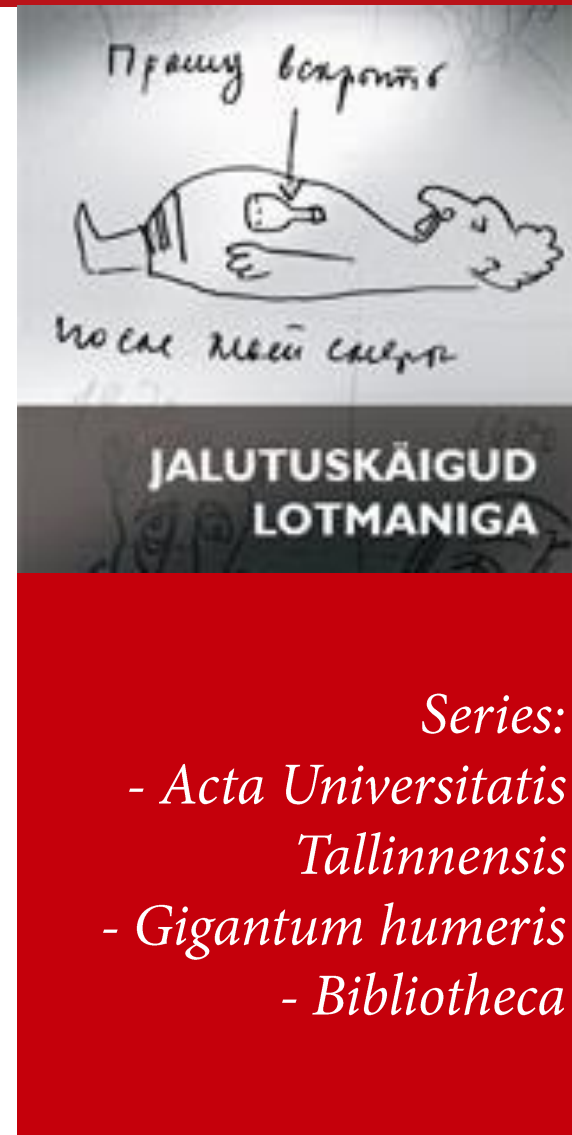 Прошу вскрыть
после моей смерти
JALUTUSKÄIGUD
LOTMANIGA
Series:
- Acta Universitatis
Tallinnensis
- Gigantum humeris
- Bibliotheca